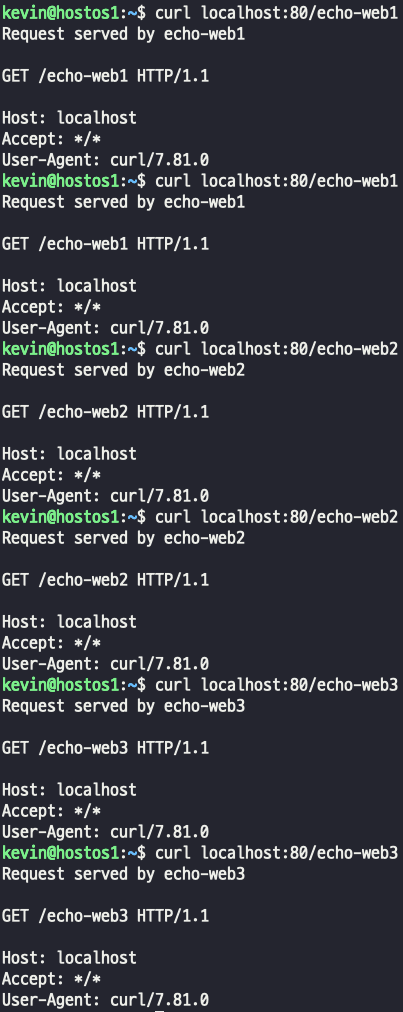 kevin@hostos1:~$ curl localhost:80/echo-web1
Request served by echo-web1
GET /echo-web1 HTTP/1.1
Host: localhost
Accept: */*
User-Agent: curl/7.81.0
kevin@hostos1:~$ curl localhost:80/echo-web1
Request served by echo-web1
GET /echo-web1 HTTP/1.1
Host: localhost
Accept: */*
User-Agent: curl/7.81.0
kevin@hostos1:~$ curl localhost:80/echo-web2
Request served by echo-web2
GET /echo-web2 HTTP/1.1
Host: localhost
Accept: */*
User-Agent: curl/7.81.0
kevin@hostos1:~$ curl localhost:80/echo-web2
Request served by echo-web2
GET /echo-web2 HTTP/1.1
Host: localhost
Accept: */*
User-Agent: curl/7.81.0
kevin@hostos1:~$ curl localhost:80/echo-web3
Request served by echo-web3
GET /echo-web3 HTTP/1.1
Host: localhost
Accept: */*
User-Agent: curl/7.81.0
kevin@hostos1:~$ curl localhost:80/echo-web3
Request served by echo-web3
GET /echo-web3 HTTP/1.1
Host: localhost
Accept: */*
User-Agent: curl/7.81.0